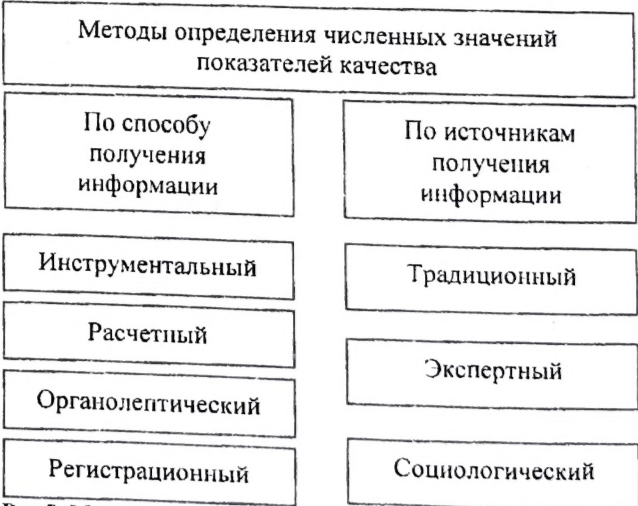 Методы определения численных значений
показателей качества
По способу
получения
информации
По источникам
получения
информации
Инструментальный
Традиционный
Расчетный
Экспертный
Органолептический
Регистрационный
Социологический